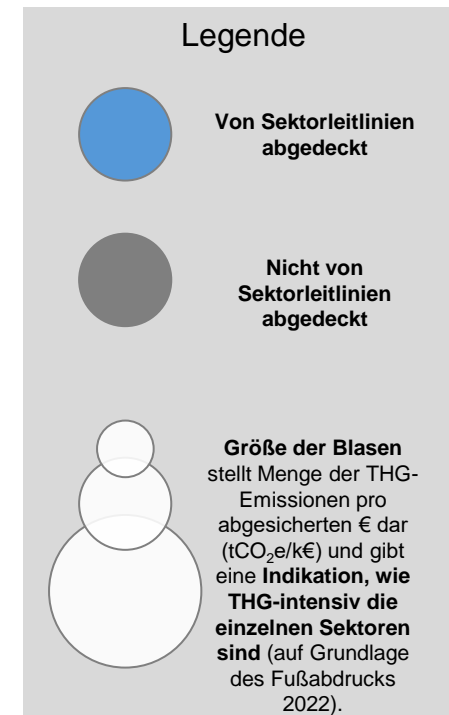 Legende
Von Sektorleitlinien
abgedeckt
Nicht von
Sektorleitlinien
abgedeckt
Größe der Blasen
stellt Menge der THG-
Emissionen pro
abgesicherten € dar
(tCO₂e/k€) und gibt
eine Indikation, wie
THG-intensiv die
einzelnen Sektoren
sind (auf Grundlage
des Fußabdrucks
2022).